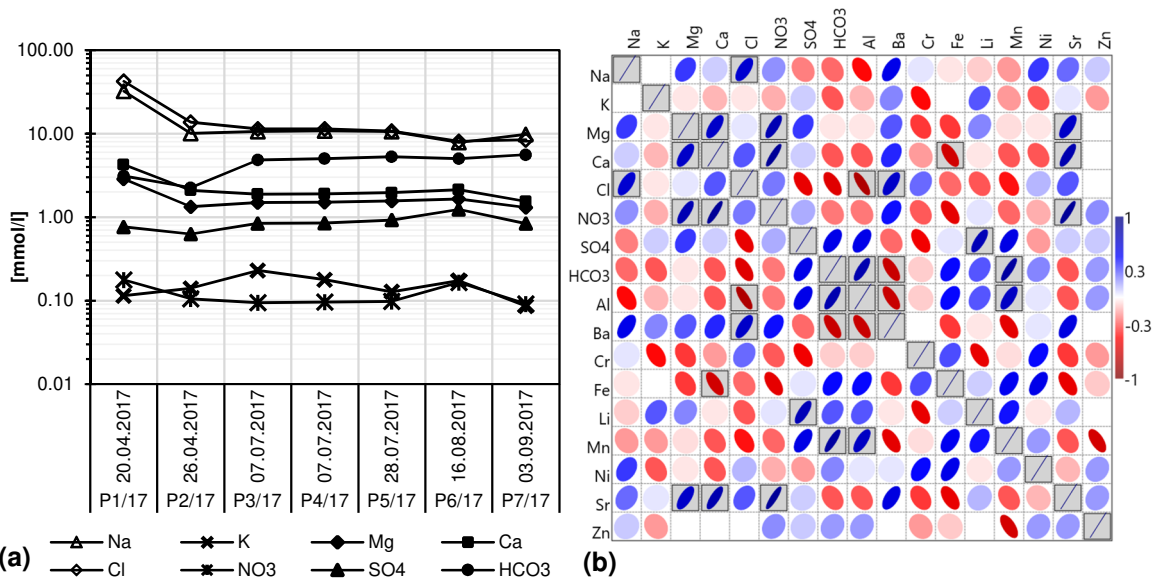 100.00
10.00
1.00
0.10
0.01
[mmol/l]
20.04.2017
26.04.2017
07.07.2017
07.07.2017
28.07.2017
16.08.2017
03.09.2017
P1/17
P2/17
P3/17
P4/17
P5/17
P6/17
P7/17
Na
K
Mg
Ca
Cl
NO3
SO4
HCO3
(a)
Na
K
Mg
Ca
Cl
NO3
SO4
HCO3
Al
Ba
Cr
Fe
Li
Mn
Ni
Sr
Zn
Na
K
Mg
Ca
Cl
NO3
SO4
HCO3
Al
Ba
Cr
Fe
Li
Mn
Ni
Sr
Zn
1
0.3
-0.3
-1
(b)